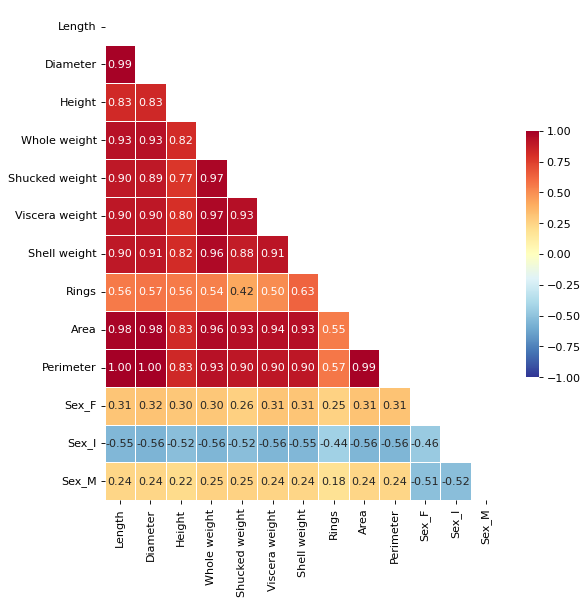 Length
Diameter 0.99
Height 0.83 0.83
Whole weight 0.93 0.93 0.82
Shucked weight 0.90 0.89 0.77 0.97
Viscera weight 0.90 0.90 0.80 0.97 0.93
Shell weight 0.90 0.91 0.82 0.96 0.88 0.91
Rings 0.56 0.57 0.56 0.54 0.42 0.50 0.63
Area 0.98 0.98 0.83 0.96 0.93 0.94 0.93 0.55
Perimeter 1.00 1.00 0.83 0.93 0.90 0.90 0.90 0.57 0.99
Sex_F 0.31 0.32 0.30 0.30 0.26 0.31 0.31 0.25 0.31 0.31
Sex_I -0.55 -0.56 -0.52 -0.56 -0.52 -0.56 -0.55 -0.44 -0.56 -0.56 -0.46
Sex_M 0.24 0.24 0.22 0.25 0.25 0.24 0.24 0.18 0.24 0.24 -0.51 -0.52
Length
Diameter
Height
Whole weight
Shucked weight
Viscera weight
Shell weight
Rings
Area
Perimeter
Sex_F
Sex_I
Sex_M
1.00
0.75
0.50
0.25
0.00
−0.25
−0.50
−0.75
−1.00